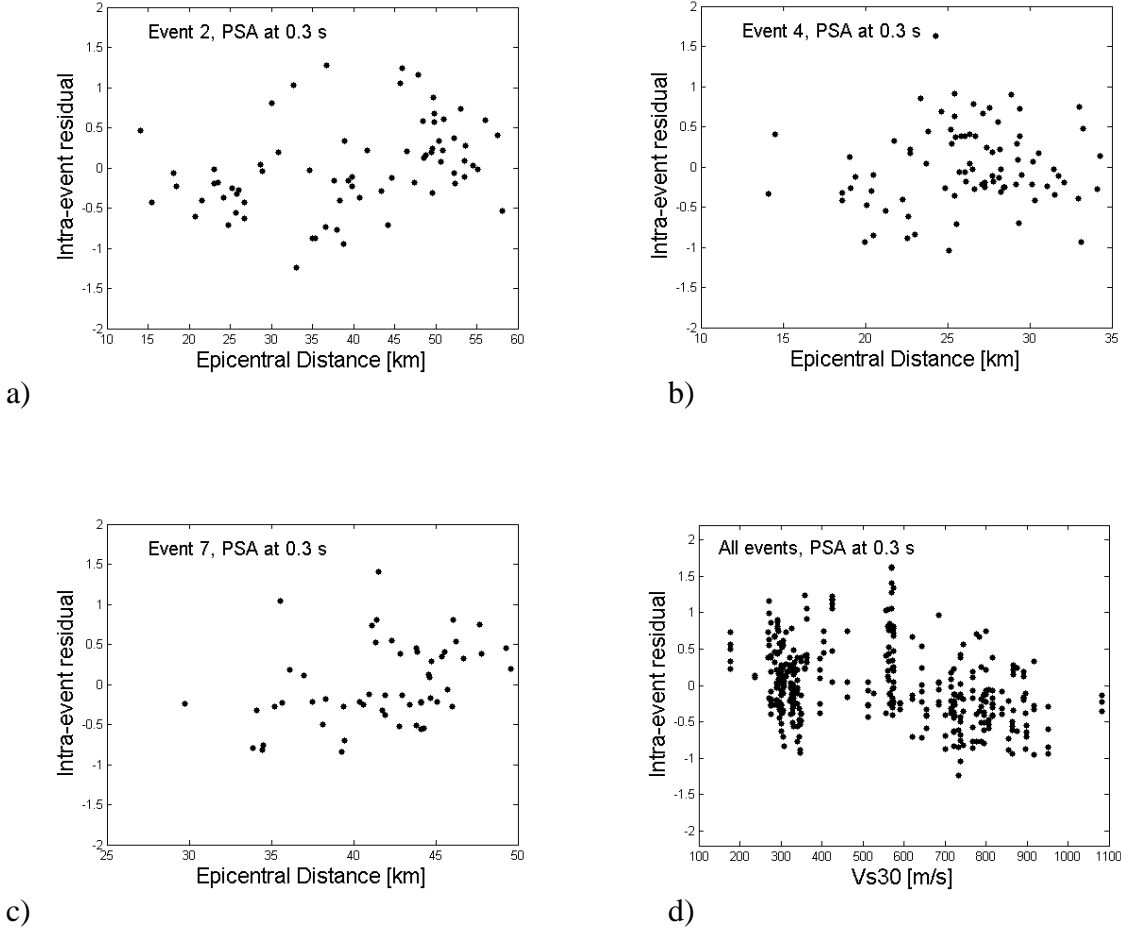 Event 2, PSA at 0.3 s
2
1.5
1
0.5
0
-0.5
-1
-1.5
-2
Intra-event residual
10 15 20 25 30 35 40 45 50 55 60
Epicentral Distance [km]
a)
Event 4, PSA at 0.3 s
2
1.5
1
0.5
0
-0.5
-1
-1.5
-2
Intra-event residual
10 15 20 25 30 35
Epicentral Distance [km]
b)
Event 7, PSA at 0.3 s
2
1.5
1
0.5
0
-0.5
-1
-1.5
-2
Intra-event residual
25 30 35 40 45 50
Epicentral Distance [km]
c)
All events, PSA at 0.3 s
2
1.5
1
0.5
0
-0.5
-1
-1.5
-2
Intra-event residual
100 200 300 400 500 600 700 800 900 1000 1100
Vs30 [m/s]
d)